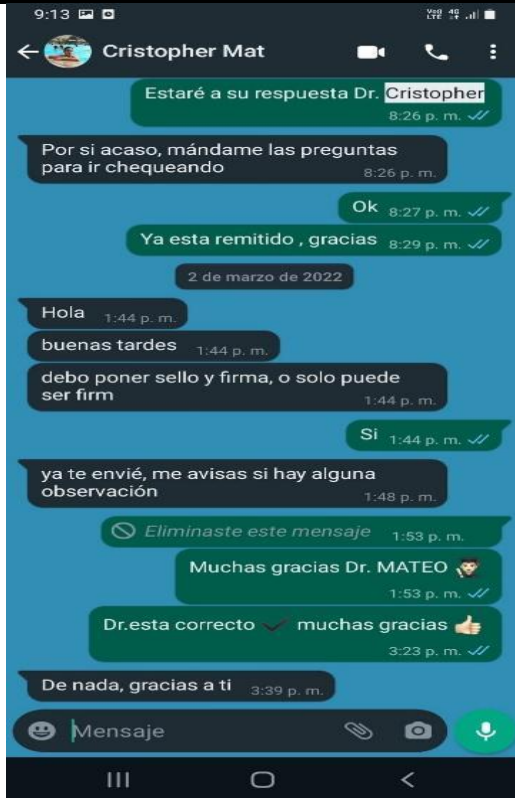 9:13
VoD LTE 4G
Cristopher Mat
Estaré a su respuesta Dr. Cristopher
8:26 p. m.
Por si acaso, mándame las preguntas
para ir chequeando
8:26 p. m.
Ok 8:27 p. m.
Ya esta remitido , gracias 8:29 p. m.
2 de marzo de 2022
Hola 1:44 p. m.
buenas tardes 1:44 p. m.
debo poner sello y firma, o solo puede
ser firm
1:44 p. m.
Si 1:44 p. m.
ya te envié, me avisas si hay alguna
observación
1:48 p. m.
Eliminaste este mensaje 1:53 p. m.
Muchas gracias Dr. MATEO
1:53 p. m.
Dr.esta correcto muchas gracias
3:23 p. m.
De nada, gracias a ti 3:39 p. m.
Mensaje